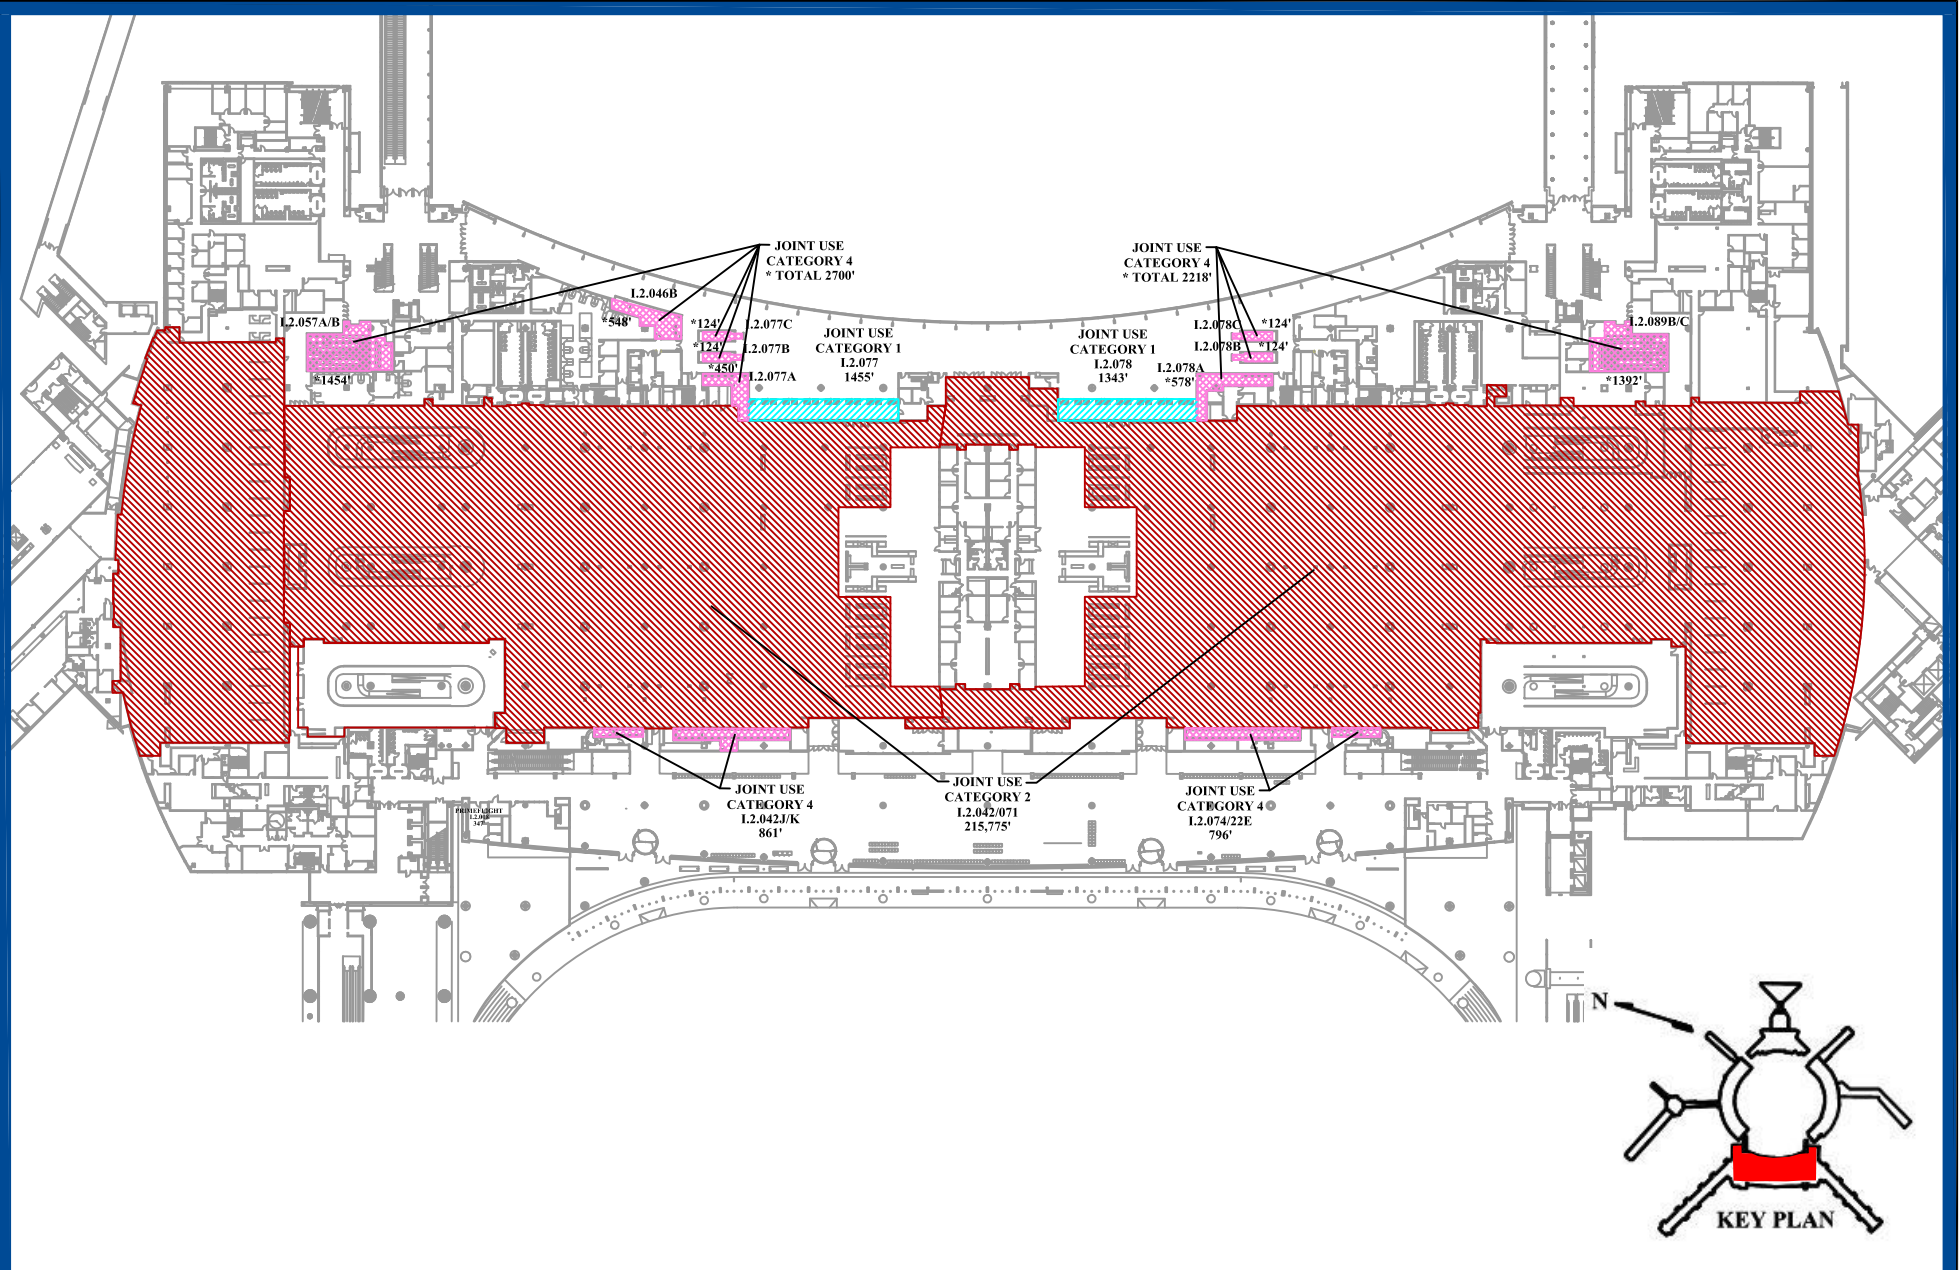 JOINT USE
CATEGORY 4
* TOTAL 2700'
JOINT USE
CATEGORY 4
* TOTAL 2218'
I.2.046B
*548'
I.2.057A/B
*1454'
*124'
I.2.077C
*124'
I.2.077B
*450'
I.2.077A
JOINT USE
CATEGORY 1
I.2.077
1455'
JOINT USE
CATEGORY 1
I.2.078
1343'
I.2.078C
*124'
I.2.078B
*124'
I.2.078A
*578'
I.2.089B/C
*1392'
JOINT USE
CATEGORY 4
I.2.042J/K
861'
JOINT USE
CATEGORY 2
I.2.042/071
215,775'
JOINT USE
CATEGORY 4
I.2.074/22E
796'
PRIMEFLIGHT
I.2.018
347'
N
KEY PLAN